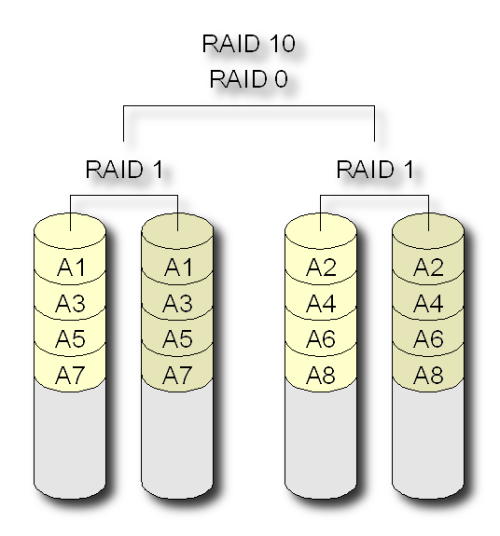 RAID 10
RAID 0
RAID 1 RAID 1
A1 A1 A2 A2
A3 A3 A4 A4
A5 A5 A6 A6
A7 A7 A8 A8